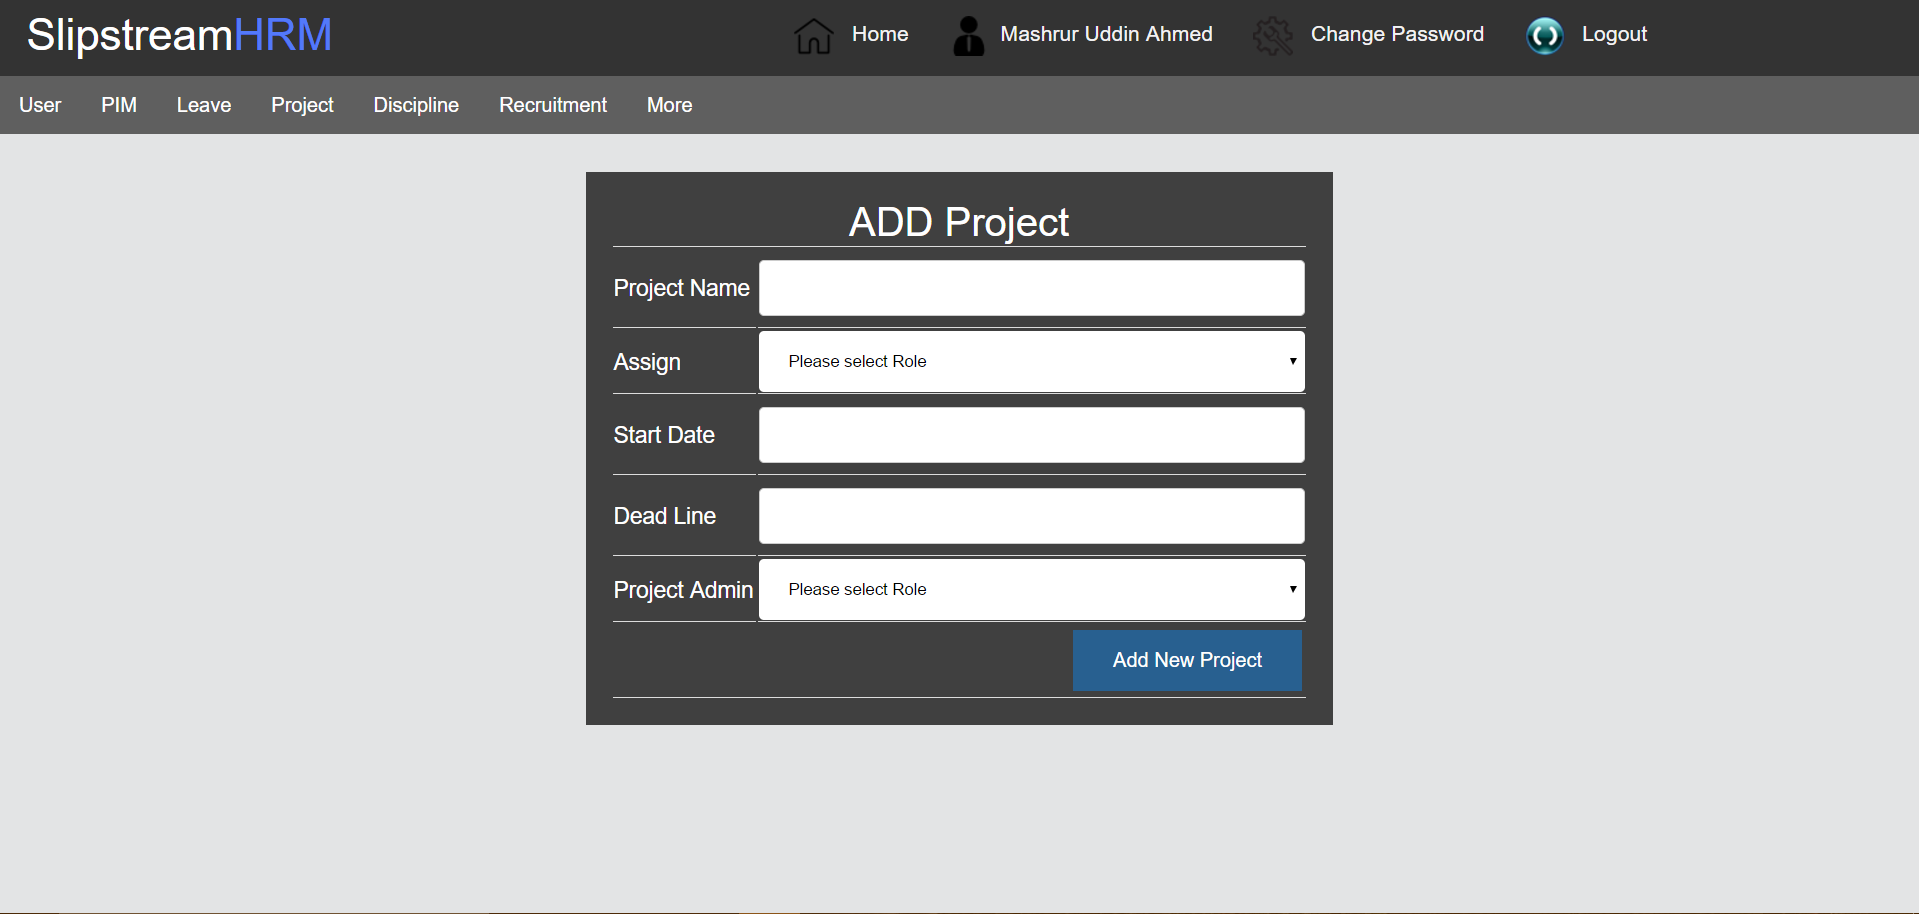 SlipstreamHRM
Home
Mashrur Uddin Ahmed
Change Password
Logout
User
PIM
Leave
Project
Discipline
Recruitment
More
ADD Project
Project Name
Assign
Please select Role
Start Date
Dead Line
Project Admin
Please select Role
Add New Project